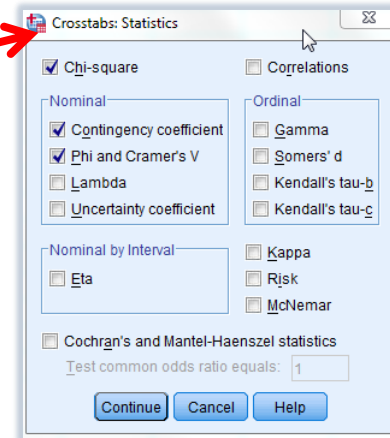 Crosstabs: Statistics
Chi-square
Correlations
Nominal
Contingency coefficient
Phi and Cramer's V
Lambda
Uncertainty coefficient
Ordinal
Gamma
Somers' d
Kendall's tau-b
Kendall's tau-c
Nominal by Interval
Eta
Kappa
Risk
McNemar
Cochran's and Mantel-Haenszel statistics
Test common odds ratio equals: 1
Continue Cancel Help